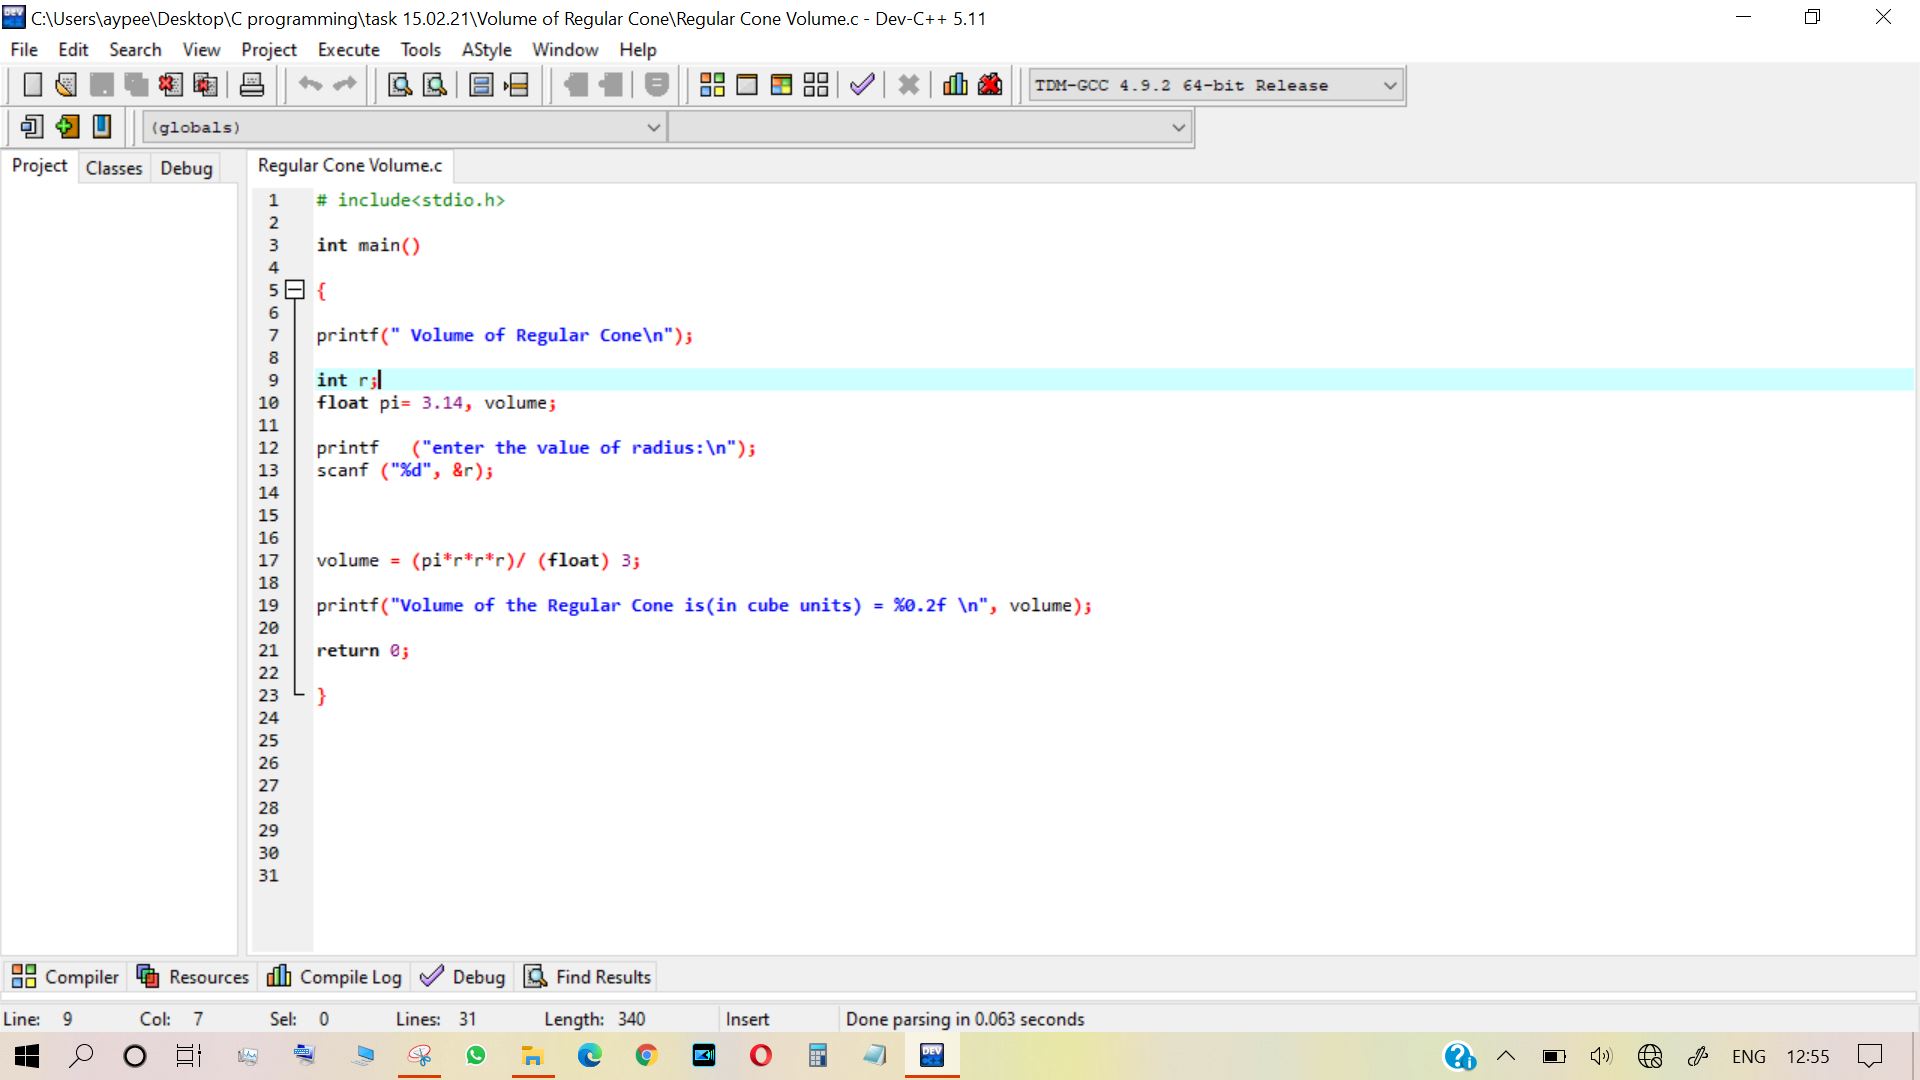 C:\Users\aypee\Desktop\C programming\task 15.02.21\Volume of Regular Cone\Regular Cone Volume.c - Dev-C++ 5.11
File Edit Search View Project Execute Tools AStyle Window Help
TDM-GCC 4.9.2 64-bit Release
(globals)
Project Classes Debug
Regular Cone Volume.c
1 # include<stdio.h>
2
3 int main()
4
5 {
6
7 printf(" Volume of Regular Cone\n");
8
9 int r;
10 float pi= 3.14, volume;
11
12 printf   ("enter the value of radius:\n");
13 scanf ("%d", &r);
14
15
16
17 volume = (pi*r*r*r)/ (float) 3;
18
19 printf("Volume of the Regular Cone is(in cube units) = %0.2f \n", volume);
20
21 return 0;
22
23 }
24
25
26
27
28
29
30
31
Compiler Resources Compile Log Debug Find Results
Line: 9 Col: 7 Sel: 0 Lines: 31 Length: 340 Insert Done parsing in 0.063 seconds
DEV ENG 12:55